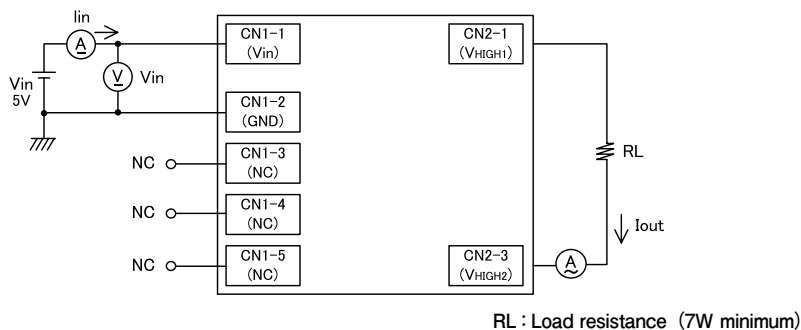 Iin
A
V
Vin
Vin
5V
CN1-1
(Vin)
CN1-2
(GND)
NC
CN1-3
(NC)
NC
CN1-4
(NC)
NC
CN1-5
(NC)
CN2-1
(VHIGH1)
RL
Iout
CN2-3
(VHIGH2)
A
RL : Load resistance (7W minimum)